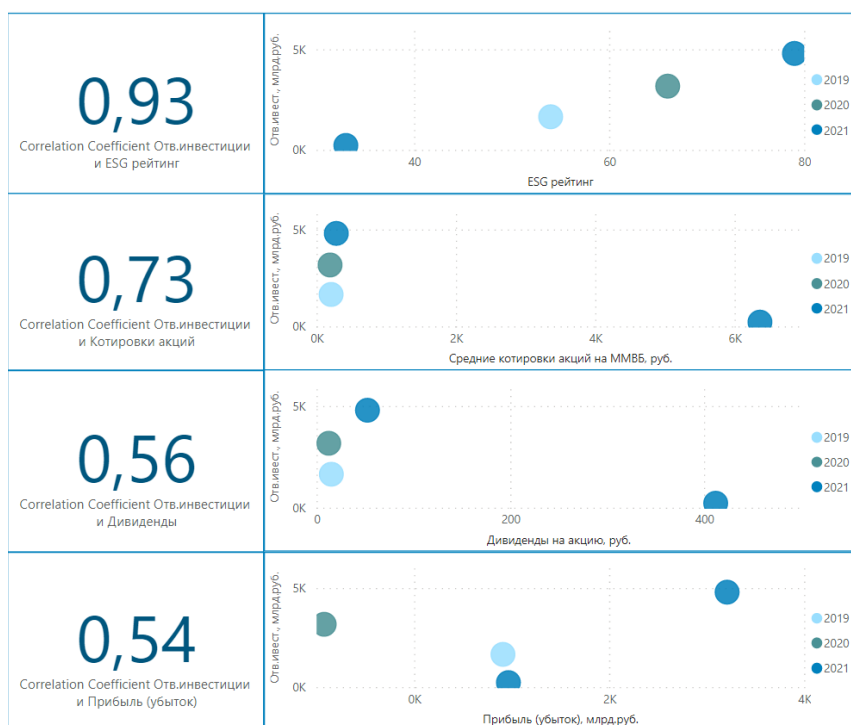 0,93
Correlation Coefficient Отв.инвестиции
и ESG рейтинг
Отв.ивест., млрд.руб.
5K
0K
40
60
80
ESG рейтинг
2019
2020
2021
0,73
Correlation Coefficient Отв.инвестиции
и Котировки акций
Отв.ивест., млрд.руб.
5K
0K
0K
2K
4K
6K
Средние котировки акций на ММВБ, руб.
2019
2020
2021
0,56
Correlation Coefficient Отв.инвестиции
и Дивиденды
Отв.ивест., млрд.руб.
5K
0K
0
200
400
Дивиденды на акцию, руб.
2019
2020
2021
0,54
Correlation Coefficient Отв.инвестиции
и Прибыль (убыток)
Отв.ивест., млрд.руб.
5K
0K
0K
2K
4K
Прибыль (убыток), млрд.руб.
2019
2020
2021